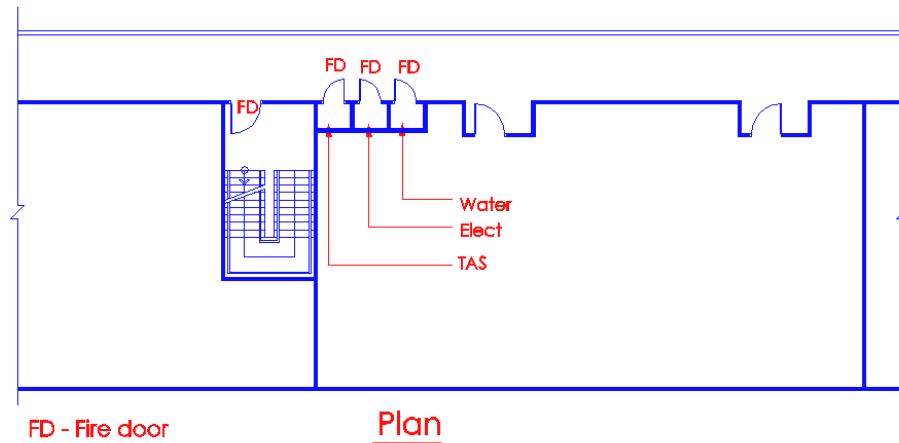 FD FD FD
FD
Water
Elect
TAS
FD - Fire door
Plan